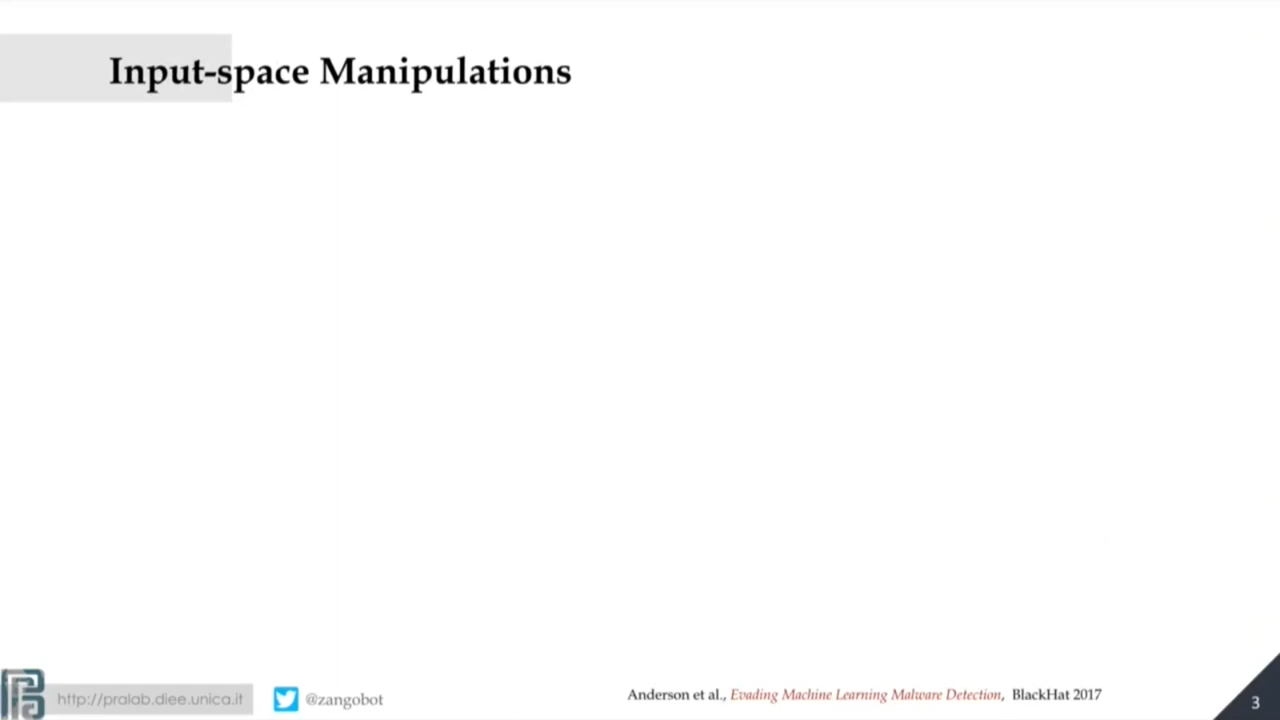 Input-space Manipulations
http://pralab.diee.unica.it
@zangobot
Anderson et al., Evading Machine Learning Malware Detection, BlackHat 2017
3